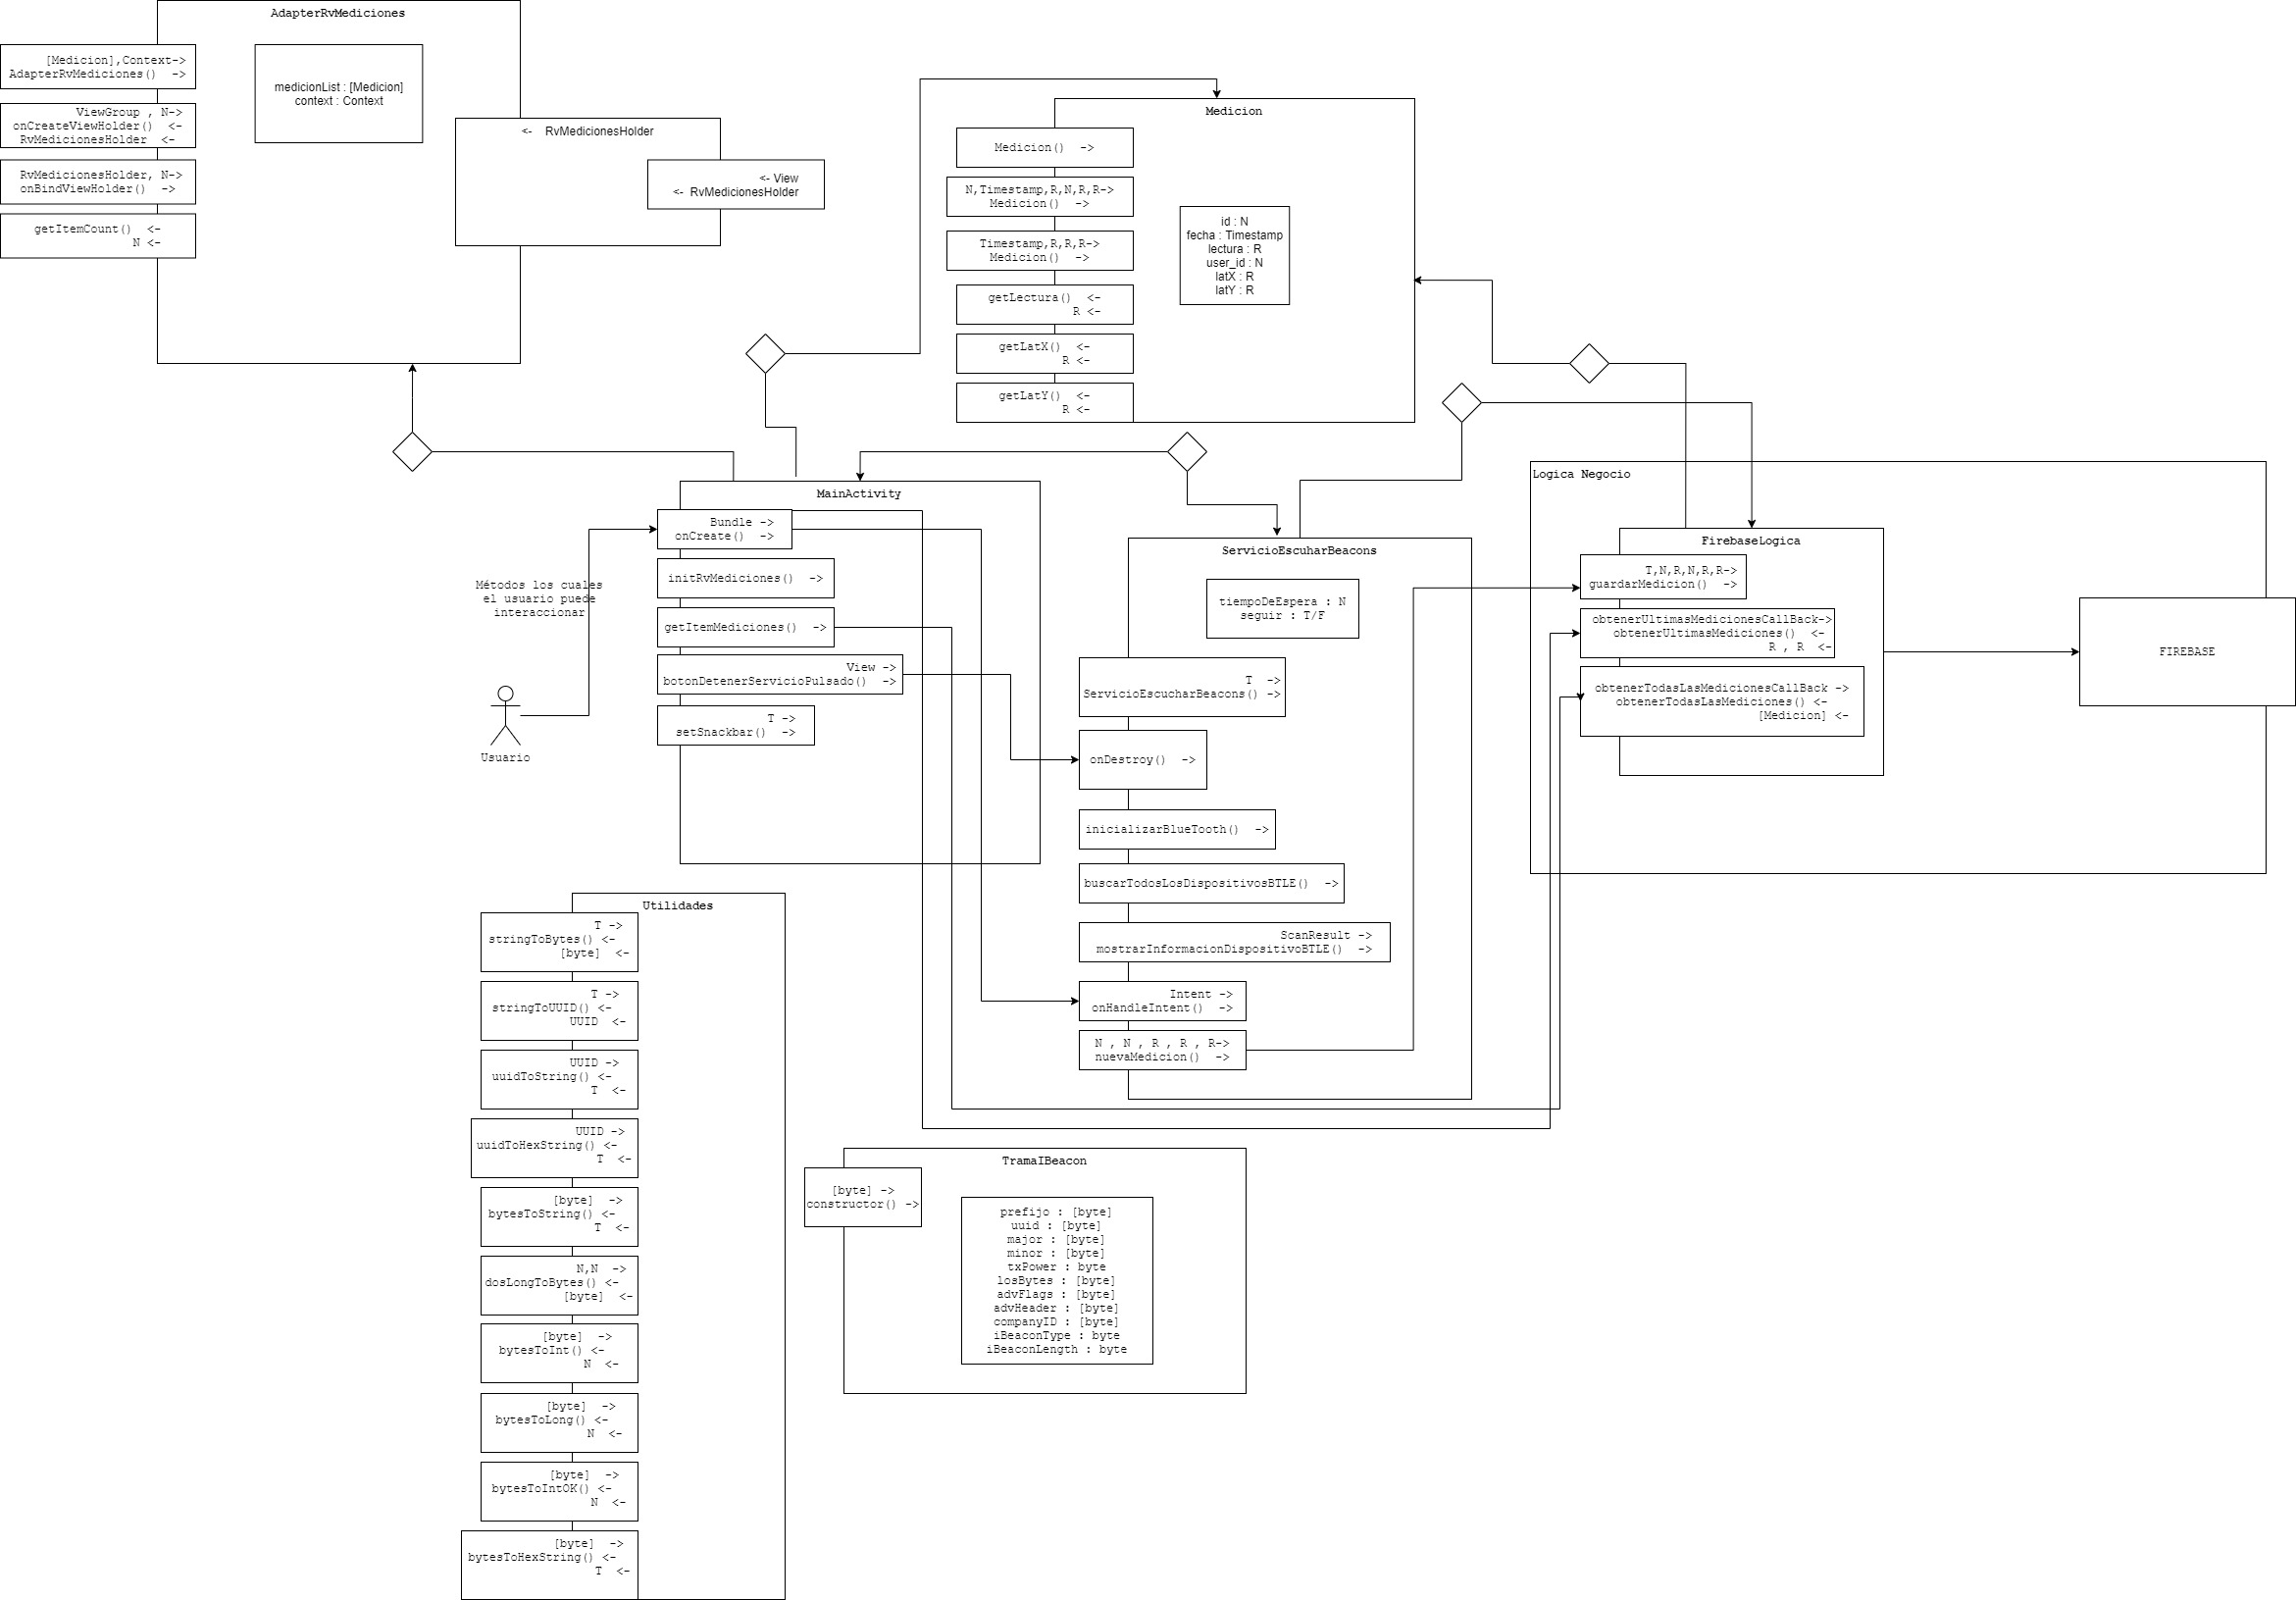 AdapterRvMediciones
[Medicion],Context->
AdapterRvMediciones()  ->
ViewGroup , N->
onCreateViewHolder()  <-
RvMedicionesHolder  <-
RvMedicionesHolder, N->
onBindViewHolder()  ->
getItemCount()  <-
N <-
medicionList : [Medicion]
context : Context
<-  RvMedicionesHolder
<- View
<- RvMedicionesHolder
Medicion
Medicion()  ->
N,Timestamp,R,N,R,R->
Medicion()  ->
Timestamp,R,R,R->
Medicion()  ->
getLectura()  <-
R <-
getLatX()  <-
R <-
getLatY()  <-
R <-
id : N
fecha : Timestamp
lectura : R
user_id : N
latX : R
latY : R
MainActivity
Bundle ->
onCreate()  ->
initRvMediciones()  ->
getItemMediciones()  ->
View ->
botonDetenerServicioPulsado()  ->
T ->
setSnackbar()  ->
Métodos los cuales
el usuario puede
interaccionar
Usuario
ServicioEscuharBeacons
tiempoDeEspera : N
seguir : T/F
T  ->
ServicioEscucharBeacons() ->
onDestroy()  ->
inicializarBlueTooth()  ->
buscarTodosLosDispositivosBTLE()  ->
ScanResult ->
mostrarInformacionDispositivoBTLE()  ->
Intent ->
onHandleIntent()  ->
N , N , R , R , R->
nuevaMedicion()  ->
Logica Negocio
FirebaseLogica
T,N,R,N,R,R->
guardarMedicion()  ->
obtenerUltimasMedicionesCallBack->
obtenerUltimasMediciones()  <-
R , R  <-
obtenerTodasLasMedicionesCallBack ->
obtenerTodasLasMediciones() <-
[Medicion] <-
FIREBASE
Utilidades
T ->
stringToBytes() <-
[byte]  <-
T ->
stringToUUID() <-
UUID  <-
UUID ->
uuidToString() <-
T  <-
UUID ->
uuidToHexString() <-
T  <-
[byte]  ->
bytesToString() <-
T  <-
N,N  ->
dosLongToBytes() <-
[byte]  <-
[byte]  ->
bytesToInt() <-
N  <-
[byte]  ->
bytesToLong() <-
N  <-
[byte]  ->
bytesToIntOK() <-
N  <-
[byte]  ->
bytesToHexString() <-
T  <-
TramaIBeacon
[byte] ->
constructor() ->
prefijo : [byte]
uuid : [byte]
major : [byte]
minor : [byte]
txPower : byte
losBytes : [byte]
advFlags : [byte]
advHeader : [byte]
companyID : [byte]
iBeaconType : byte
iBeaconLength : byte